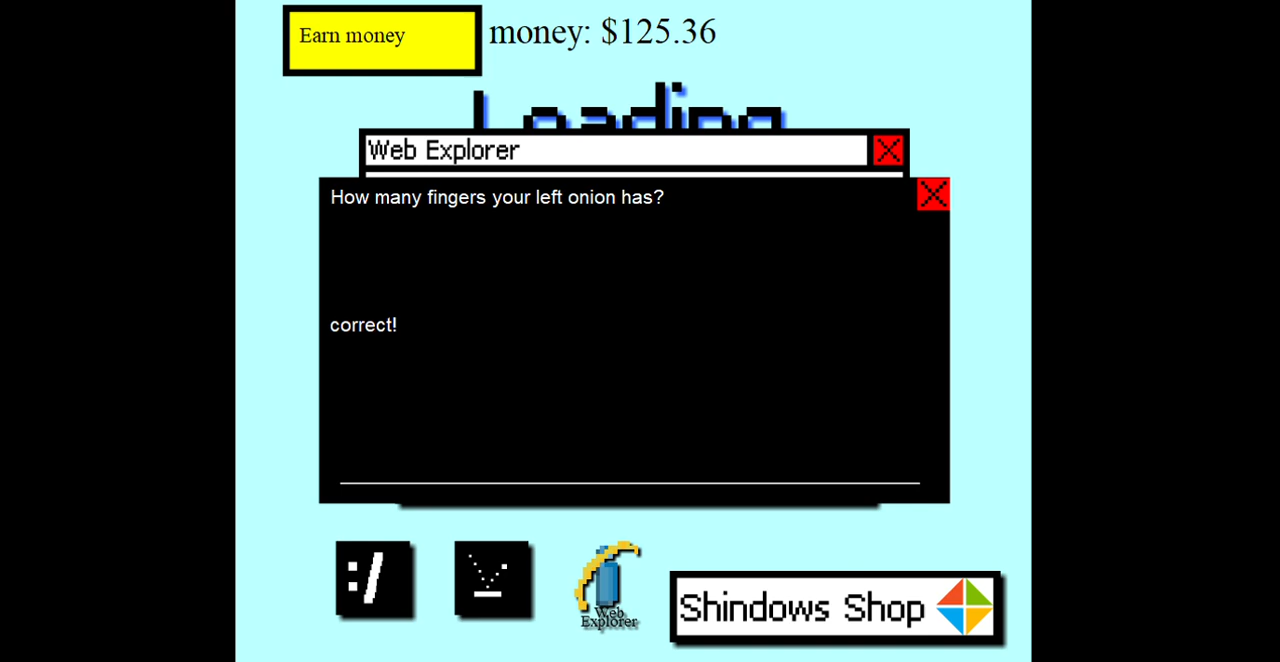 Earn money
money: $125.36
Loading
Web Explorer
How many fingers your left onion has?
correct!
:/
Web
Explorer
Shindows Shop